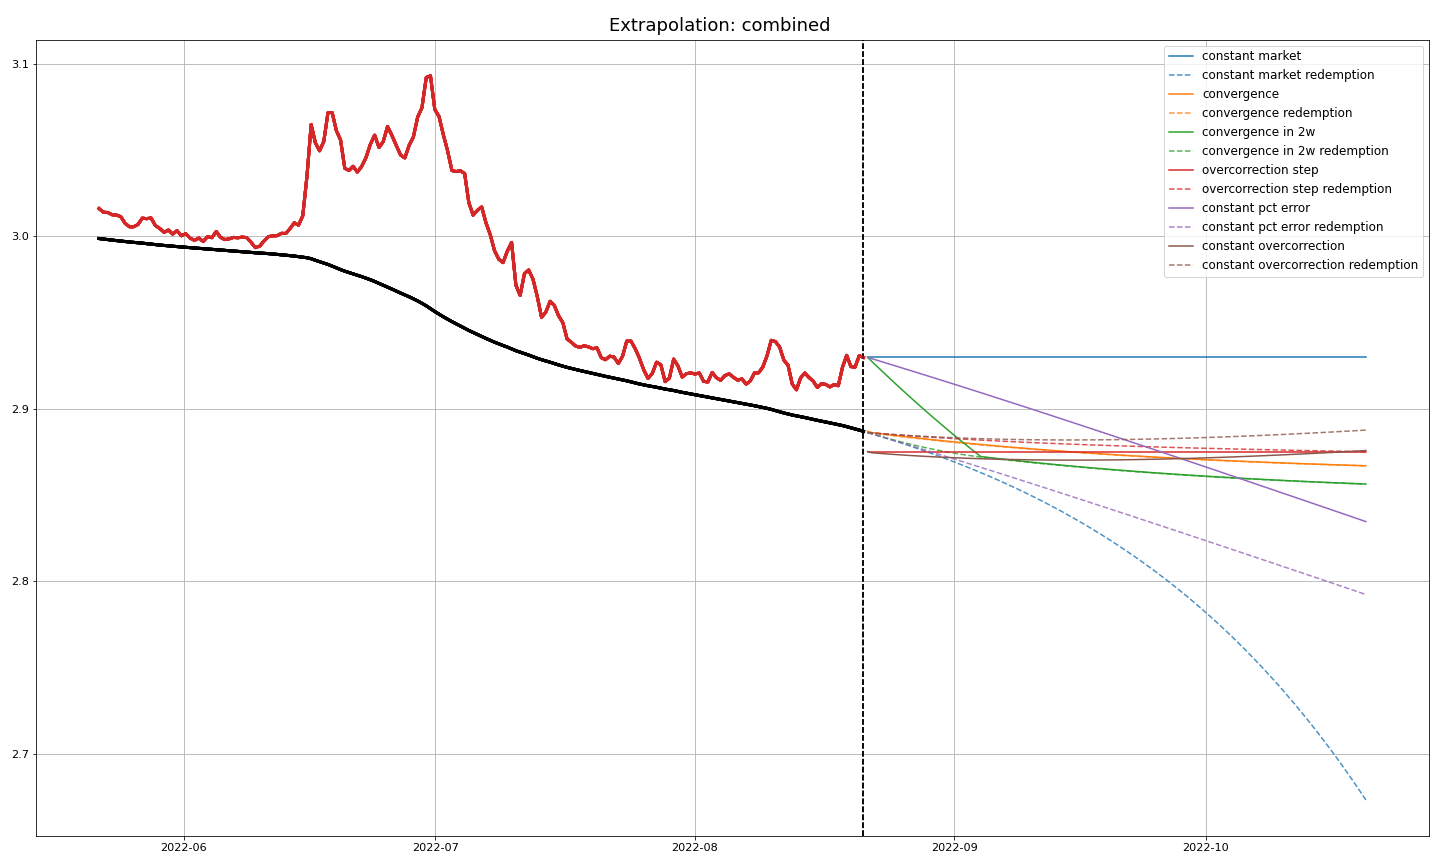 Extrapolation: combined
3.1
3.0
2.9
2.8
2.7
2022-06
2022-07
2022-08
2022-09
2022-10
constant market
constant market redemption
convergence
convergence redemption
convergence in 2w
convergence in 2w redemption
overcorrection step
overcorrection step redemption
constant pct error
constant pct error redemption
constant overcorrection
constant overcorrection redemption